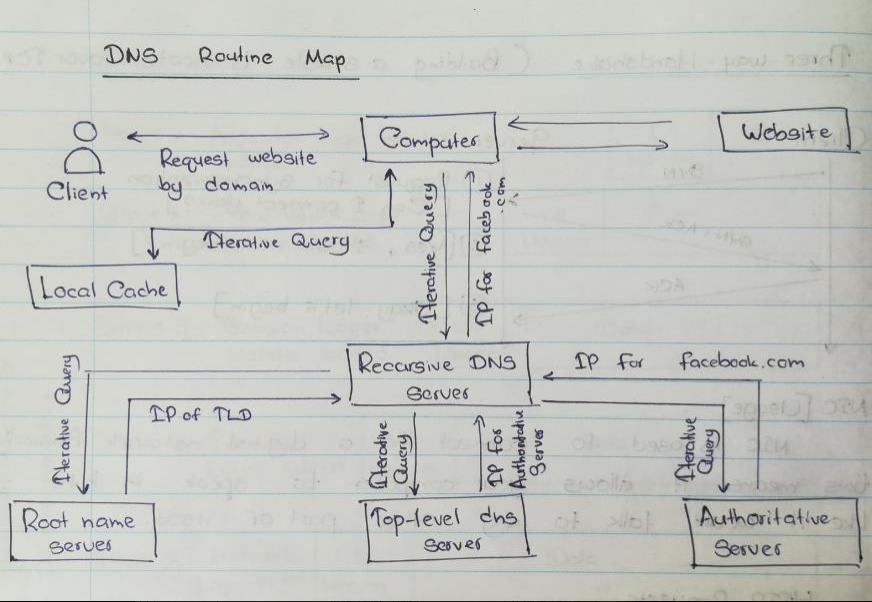 DNS Routine Map
Computer
Website
Request website
by domain
Client
Iterative Query
Local Cache
Iterative Query
IP for facebook
.com
Recursive DNS
Server
IP for facebook.com
Iterative Query
IP of TLD
Iterative
Query
IP for
Authoritative
Server
Iterative
Query
Root name
server
Top-level dns
server
Authoritative
Server